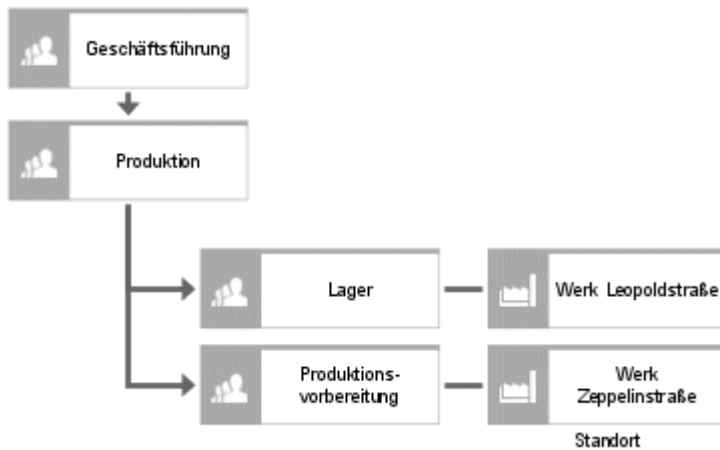 Geschäftsführung
Produktion
Lager
Werk Leopoldstraße
Produktions-
vorbereitung
Werk
Zeppelinstraße
Standort